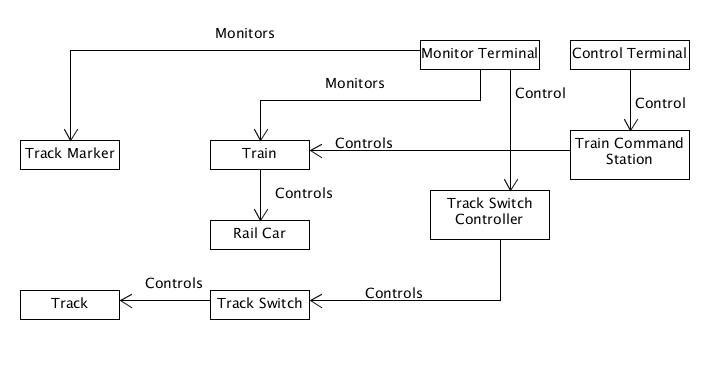 Monitors
Monitor Terminal
Control Terminal
Monitors
Control
Control
Track Marker
Train
Controls
Train Command
Station
Controls
Track Switch
Controller
Rail Car
Controls
Controls
Track
Track Switch